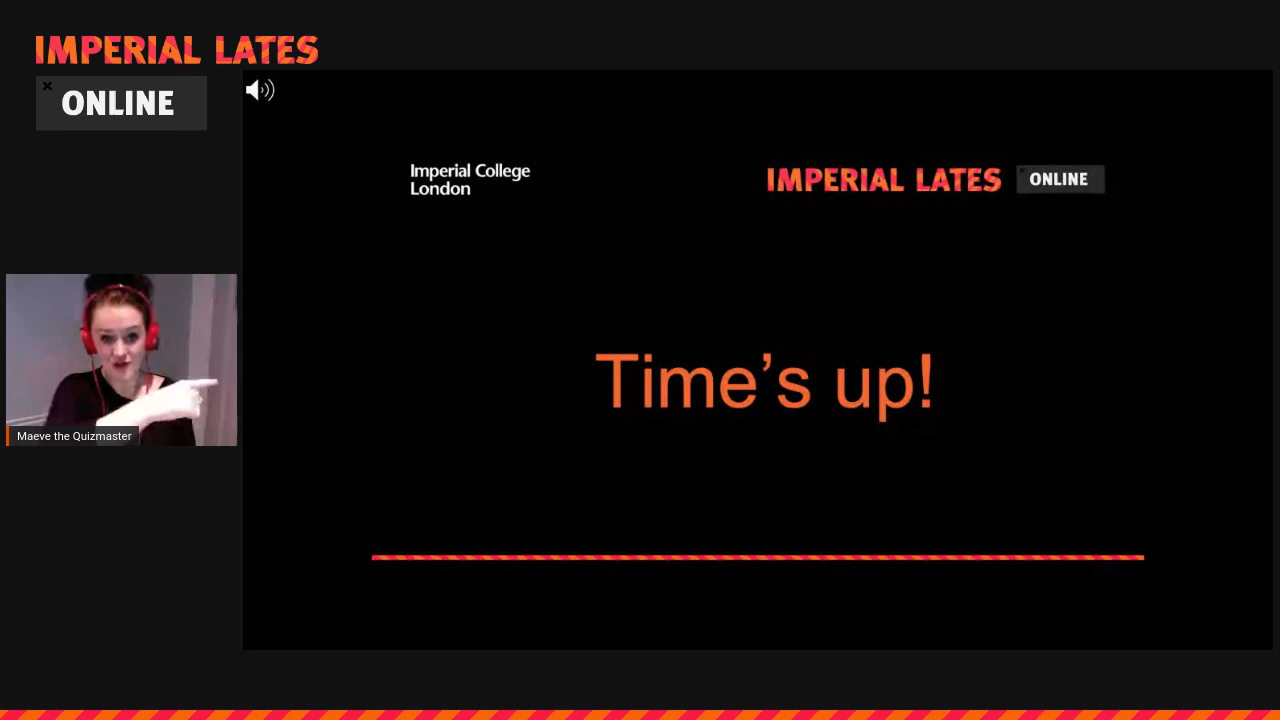 IMPERIAL LATES
ONLINE
Imperial College
London
IMPERIAL LATES ONLINE
Time’s up!
Maeve the Quizmaster